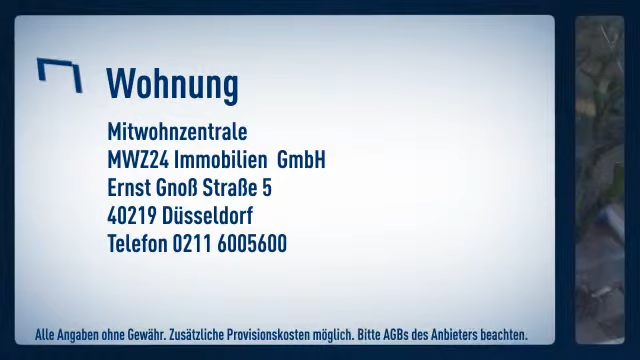 Wohnung
Mitwohnzentrale
MWZ24 Immobilien GmbH
Ernst Gnoß Straße 5
40219 Düsseldorf
Telefon 0211 6005600
Alle Angaben ohne Gewähr. Zusätzliche Provisionskosten möglich. Bitte AGBs des Anbieters beachten.